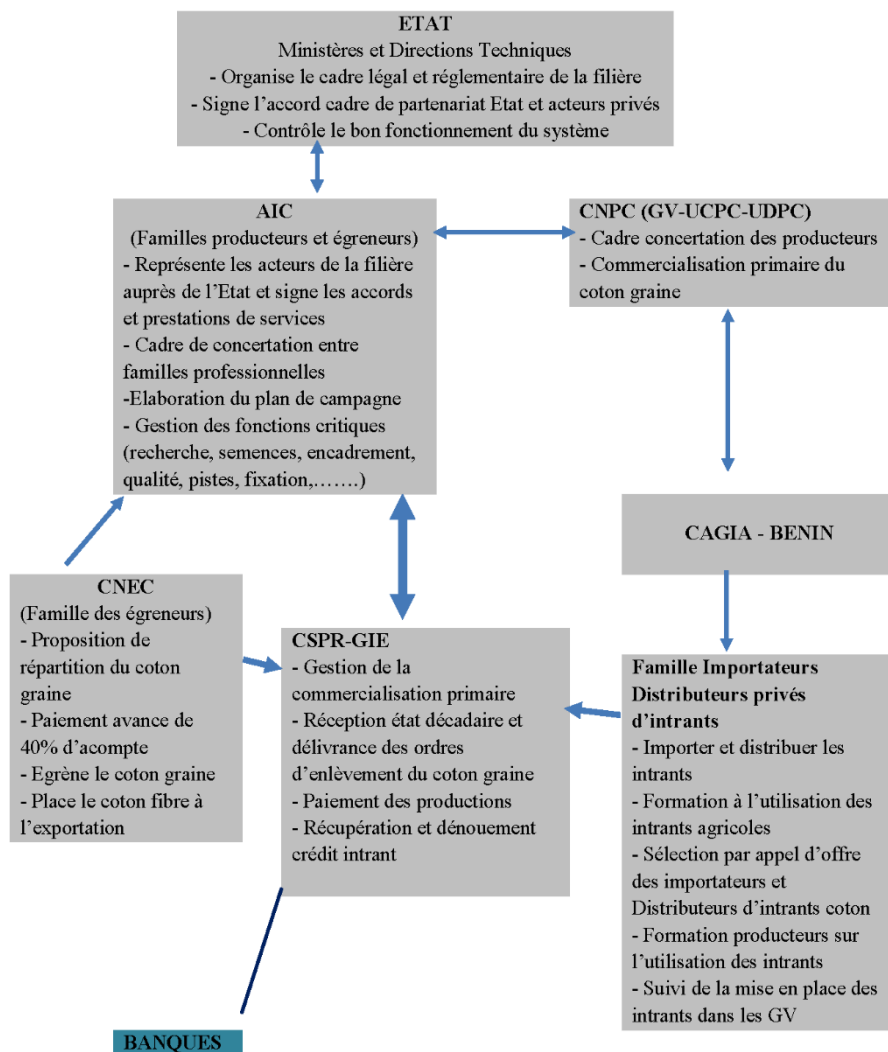 ETAT
Ministères et Directions Techniques
- Organise le cadre légal et réglementaire de la filière
- Signe l’accord cadre de partenariat Etat et acteurs privés
- Contrôle le bon fonctionnement du système
AIC
(Familles producteurs et égreneurs)
- Représente les acteurs de la filière
auprès de l’Etat et signe les accords
et prestations de services
- Cadre de concertation entre
familles professionnelles
-Elaboration du plan de campagne
- Gestion des fonctions critiques
(recherche, semences, encadrement,
qualité, pistes, fixation,…….)
CNPC (GV-UCPC-UDPC)
- Cadre concertation des producteurs
- Commercialisation primaire du
coton graine
CAGIA - BENIN
CNEC
(Famille des égreneurs)
- Proposition de
répartition du coton
graine
- Paiement avance de
40% d’acompte
- Egrène le coton graine
- Place le coton fibre à
l’exportation
CSPR-GIE
- Gestion de la
commercialisation primaire
- Réception état décadaire et
délivrance des ordres
d’enlèvement du coton graine
- Paiement des productions
- Récupération et dénouement
crédit intrant
Famille Importateurs
Distributeurs privés
d’intrants
- Importer et distribuer les
intrants
- Formation à l’utilisation des
intrants agricoles
- Sélection par appel d’offre
des importateurs et
Distributeurs d’intrants coton
- Formation producteurs sur
l’utilisation des intrants
- Suivi de la mise en place des
intrants dans les GV
BANQUES